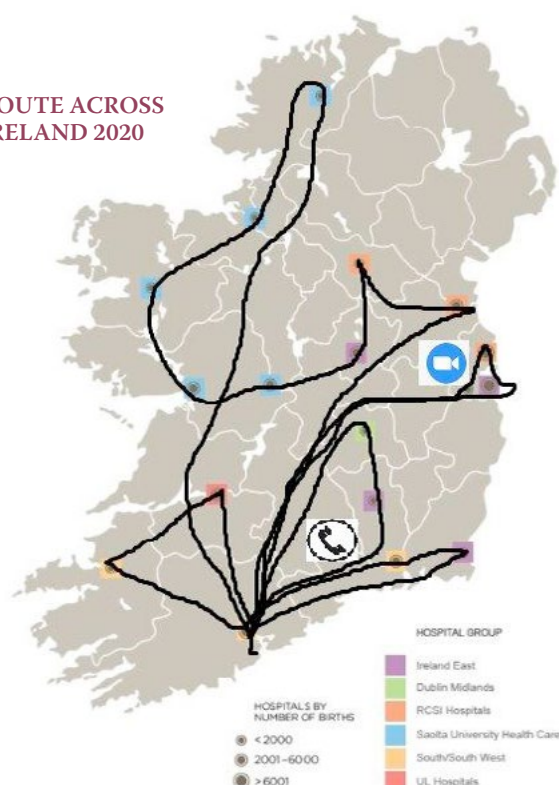 OUTE ACROSS
RELAND 2020
HOSPITAL GROUP
Ireland East
Dublin Midlands
RCSI Hospitals
Saolta University Health Care
South/South West
UL Hospitals
HOSPITALS BY
NUMBER OF BIRTHS
< 2000
2001-6000
>6001